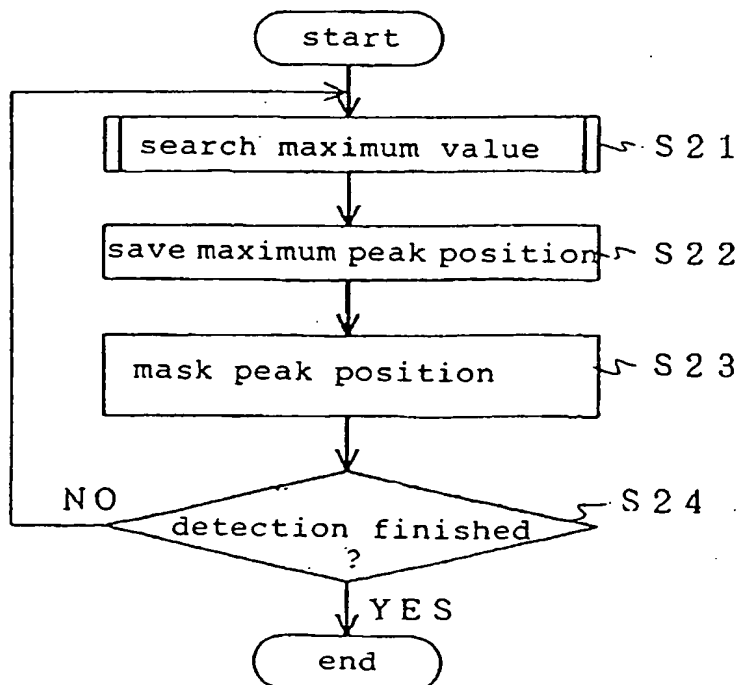 start
search maximum value
S21
save maximum peak position
S22
mask peak position
S23
NO
S24
detection finished
?
YES
end